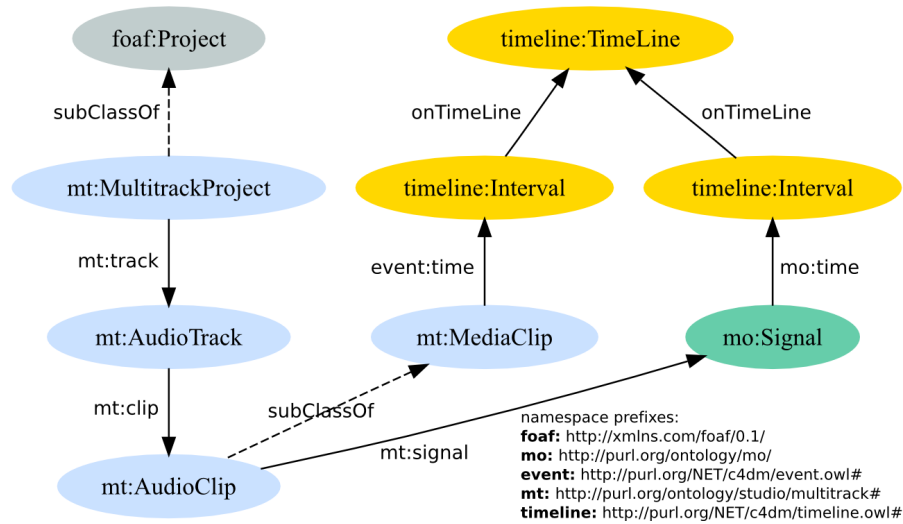 foaf:Project
timeline:TimeLine
subClassOf
onTimeLine
onTimeLine
mt:MultitrackProject
timeline:Interval
timeline:Interval
mt:track
event:time
mo:time
mt:AudioTrack
mt:MediaClip
mo:Signal
mt:clip
subClassOf
mt:signal
mt:AudioClip
namespace prefixes:
foaf: http://xmlns.com/foaf/0.1/
mo: http://purl.org/ontology/mo/
event: http://purl.org/NET/c4dm/event.owl#
mt: http://purl.org/ontology/studio/multitrack#
timeline: http://purl.org/NET/c4dm/timeline.owl#